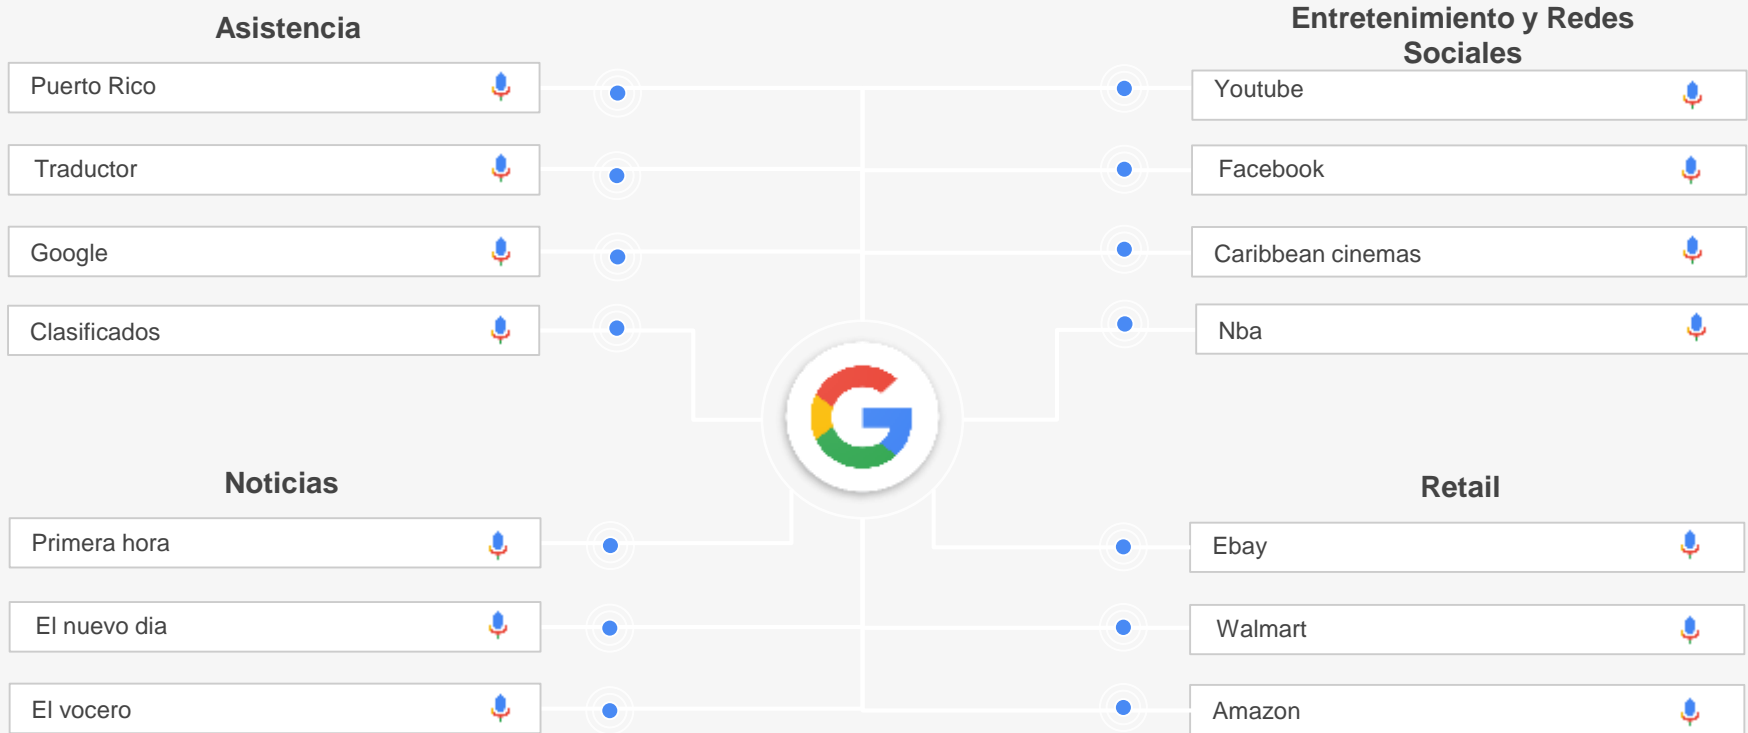 Asistencia
Puerto Rico
Traductor
Google
Clasificados
Entretenimiento y Redes
Sociales
Youtube
Facebook
Caribbean cinemas
Nba
Noticias
Primera hora
El nuevo dia
El vocero
Retail
Ebay
Walmart
Amazon